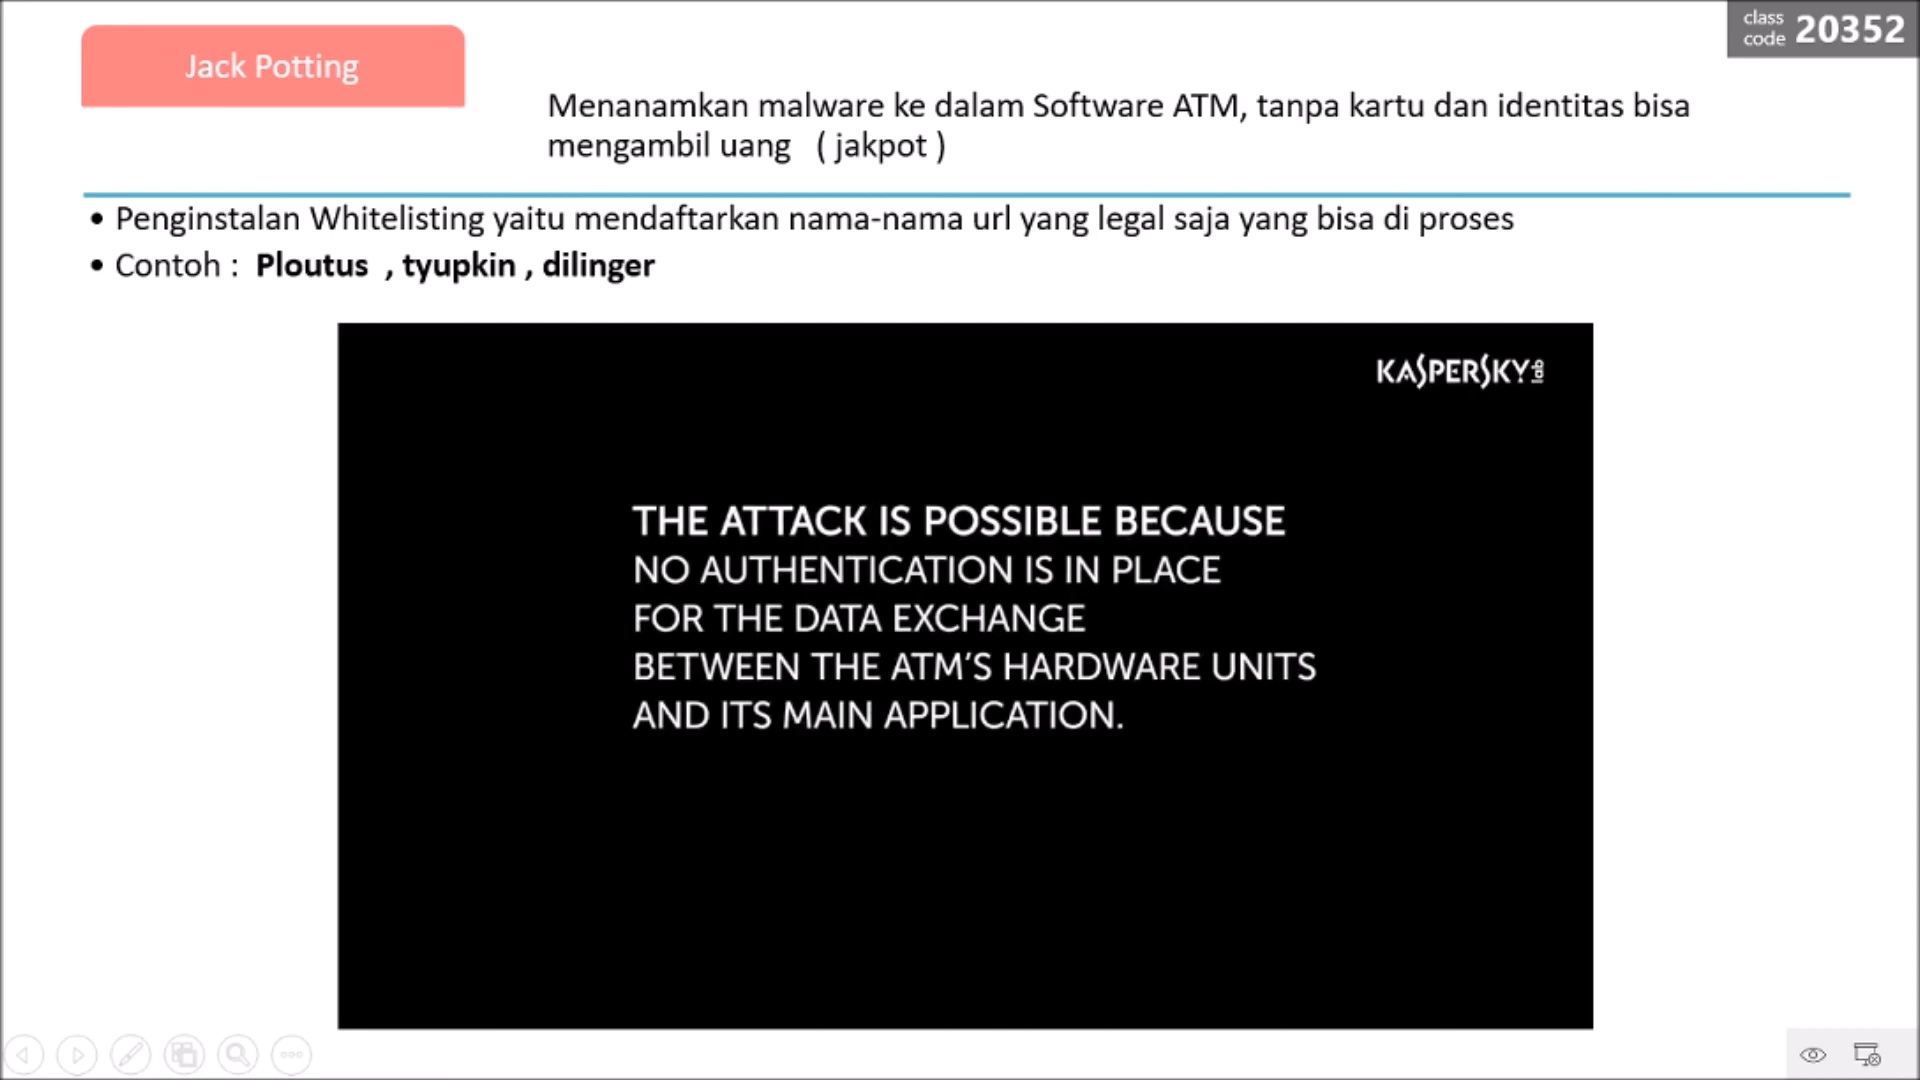 class
code 20352
Jack Potting
Menanamkan malware ke dalam Software ATM, tanpa kartu dan identitas bisa
mengambil uang ( jakpot )
• Penginstalan Whitelisting yaitu mendaftarkan nama-nama url yang legal saja yang bisa di proses
• Contoh : Ploutus , tyupkin , dilinger
KASPERSKY lab
THE ATTACK IS POSSIBLE BECAUSE
NO AUTHENTICATION IS IN PLACE
FOR THE DATA EXCHANGE
BETWEEN THE ATM'S HARDWARE UNITS
AND ITS MAIN APPLICATION.